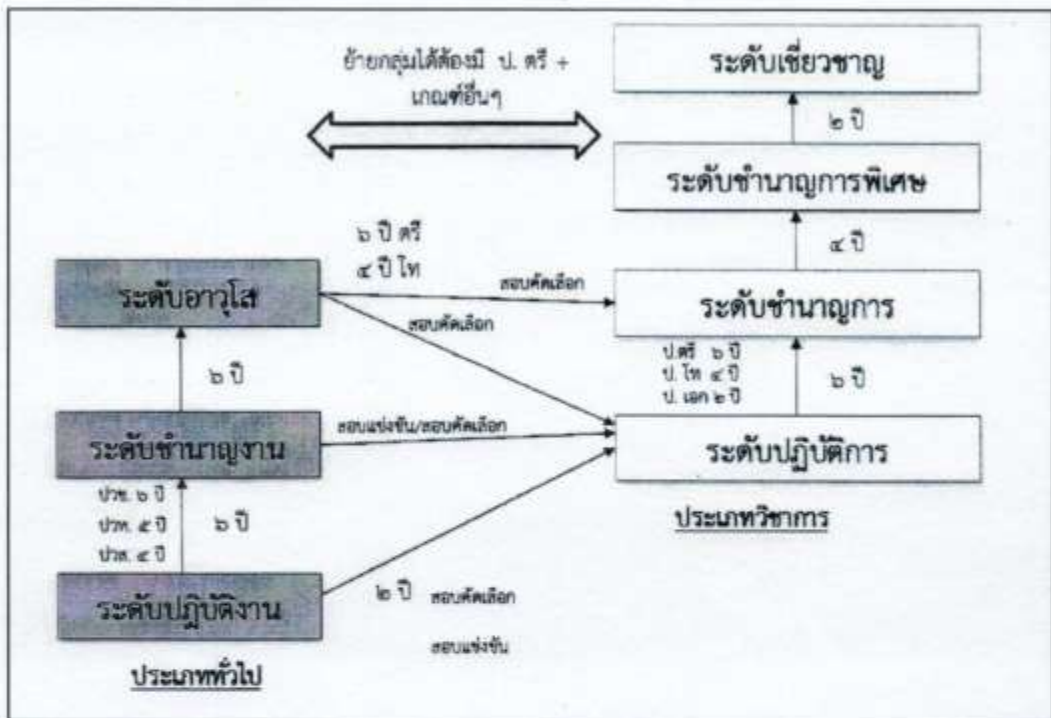 ย้ายกลุ่มได้ต้องมี ป. ตรี +
เกณฑ์อื่นๆ
ระดับเชี่ยวชาญ
๒ ปี
ระดับชำนาญการพิเศษ
๔ ปี
๖ ปี ตรี
๔ ปี โท
ระดับอาวุโส
สอบคัดเลือก
ระดับชำนาญการ
สอบคัดเลือก
๖ ปี
ป.ตรี ๖ ปี
ป. โท ๔ ปี
ป. เอก ๒ ปี
๖ ปี
ระดับชำนาญงาน
สอบแข่งขัน/สอบคัดเลือก
ระดับปฏิบัติการ
ปวช. ๖ ปี
ปวท. ๕ ปี
ปวส. ๔ ปี
๖ ปี
ประเภทวิชาการ
ระดับปฏิบัติงาน
๒ ปี สอบคัดเลือก
สอบแข่งขัน
ประเภททั่วไป